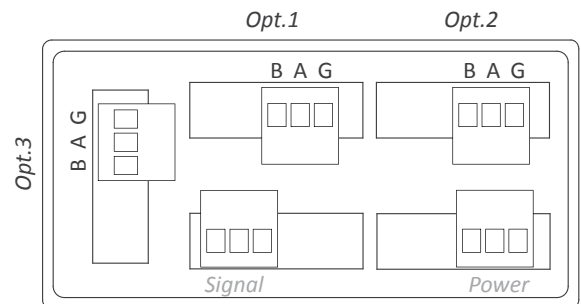 Opt.1 Opt.2
B A G B A G
Opt.3
B A G
Signal Power